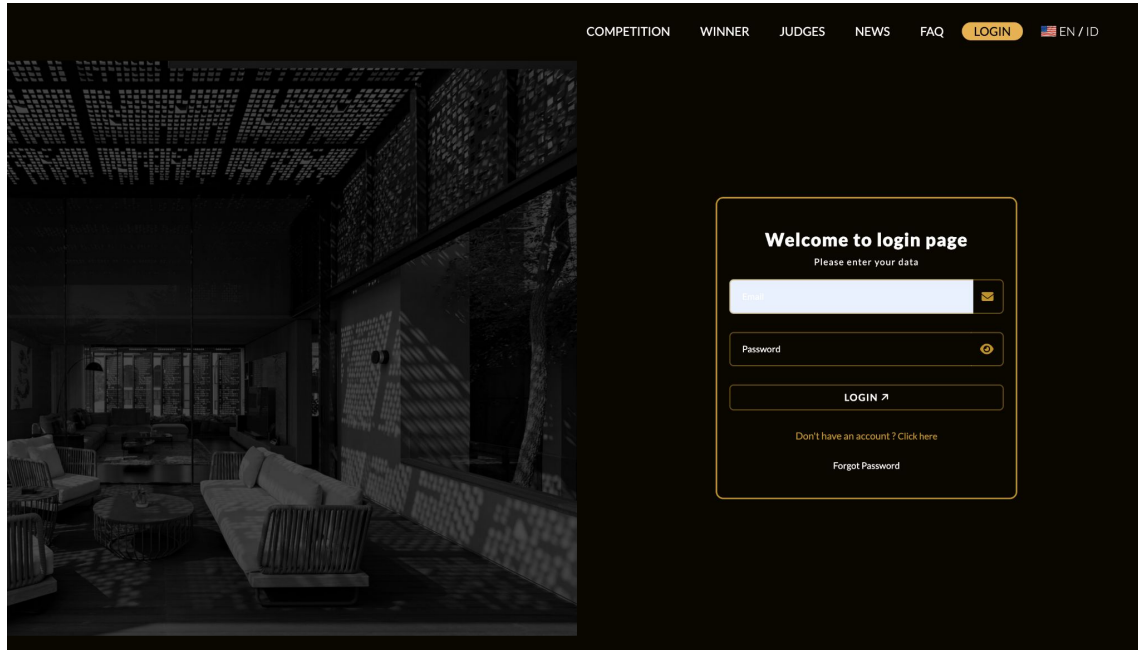 COMPETITION WINNER JUDGES NEWS FAQ LOGIN EN / ID
Welcome to login page
Please enter your data
Email
Password
LOGIN
Don't have an account ? Click here
Forgot Password